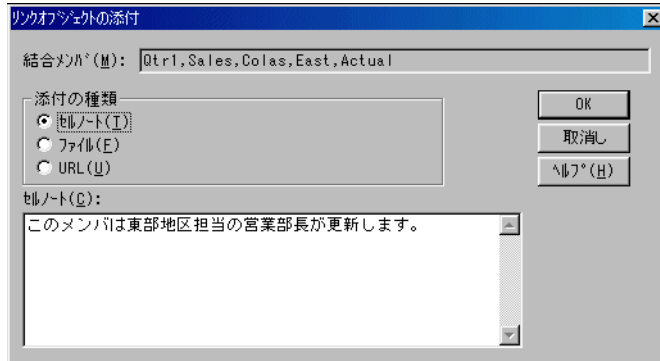 ﾘﾝｸｵﾌﾞｼﾞｪｸﾄの添付
結合ﾒﾝﾊﾞ(M): Qtr1,Sales,Colas,East,Actual
添付の種類
ｾﾙﾉｰﾄ(T)
ﾌｧｲﾙ(F)
URL(U)
OK
取消し
ﾍﾙﾌﾟ(H)
ｾﾙﾉｰﾄ(C):
このメンバは東部地区担当の営業部長が更新します。